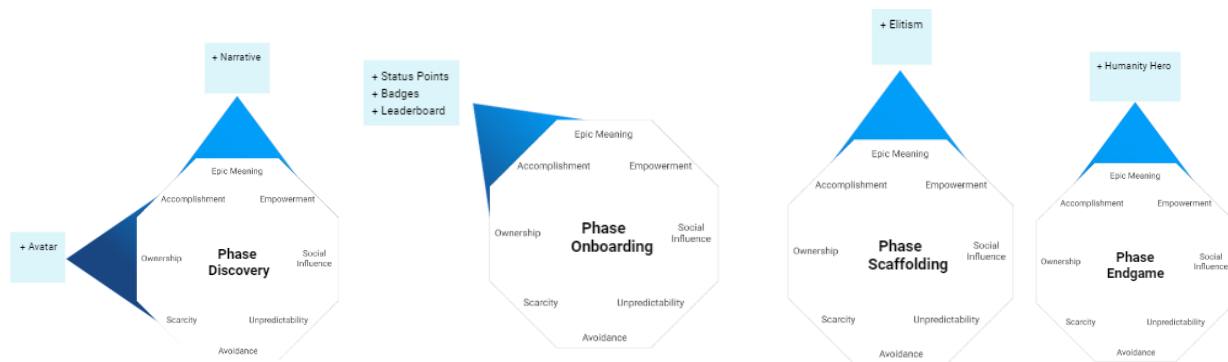 + Narrative
+ Avatar
Epic Meaning
Accomplishment
Empowerment
Ownership
Phase
Discovery
Social
Influence
Scarcity
Unpredictability
Avoidance
+ Status Points
+ Badges
+ Leaderboard
Epic Meaning
Accomplishment
Empowerment
Ownership
Phase
Onboarding
Social
Influence
Scarcity
Unpredictability
Avoidance
+ Elitism
Epic Meaning
Accomplishment
Empowerment
Ownership
Phase
Scaffolding
Social
Influence
Scarcity
Unpredictability
Avoidance
+ Humanity Hero
Epic Meaning
Accomplishment
Empowerment
Ownership
Phase
Endgame
Social
Influence
Scarcity
Unpredictability
Avoidance